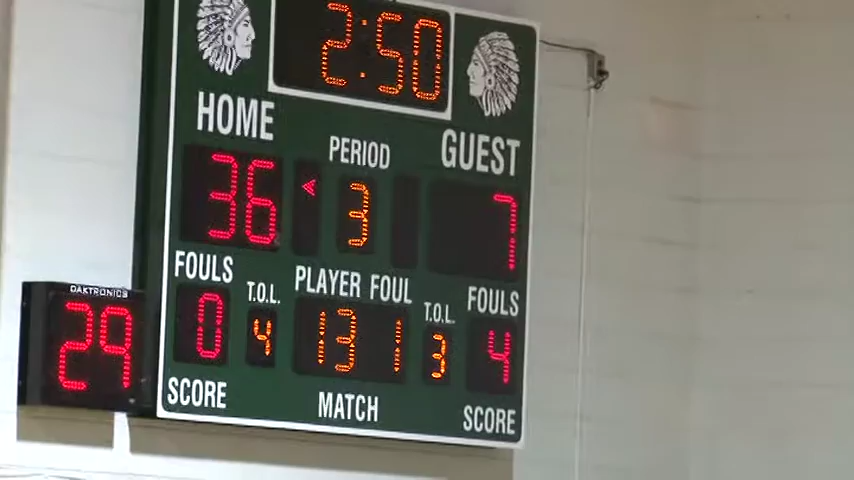 2:50
HOME
PERIOD
GUEST
36
3
7
FOULS
PLAYER FOUL
FOULS
T.O.L.
T.O.L.
DAKTRONICS
29
0
4
13 1
3
4
SCORE
MATCH
SCORE